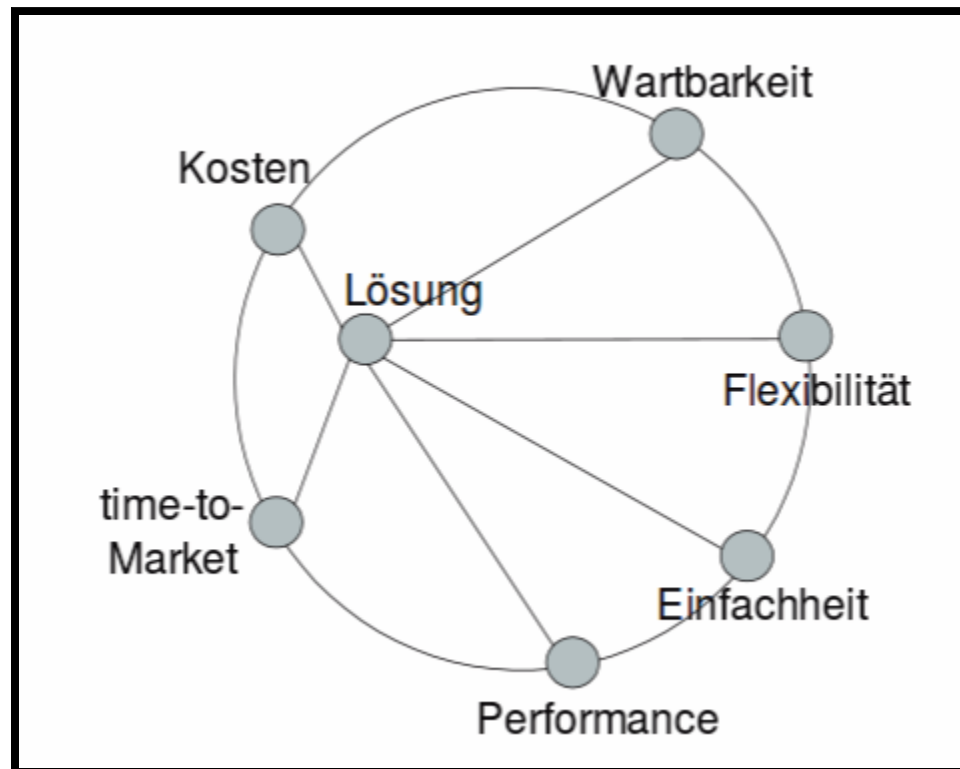 Wartbarkeit
Kosten
Lösung
Flexibilität
time-to-
Market
Einfachheit
Performance